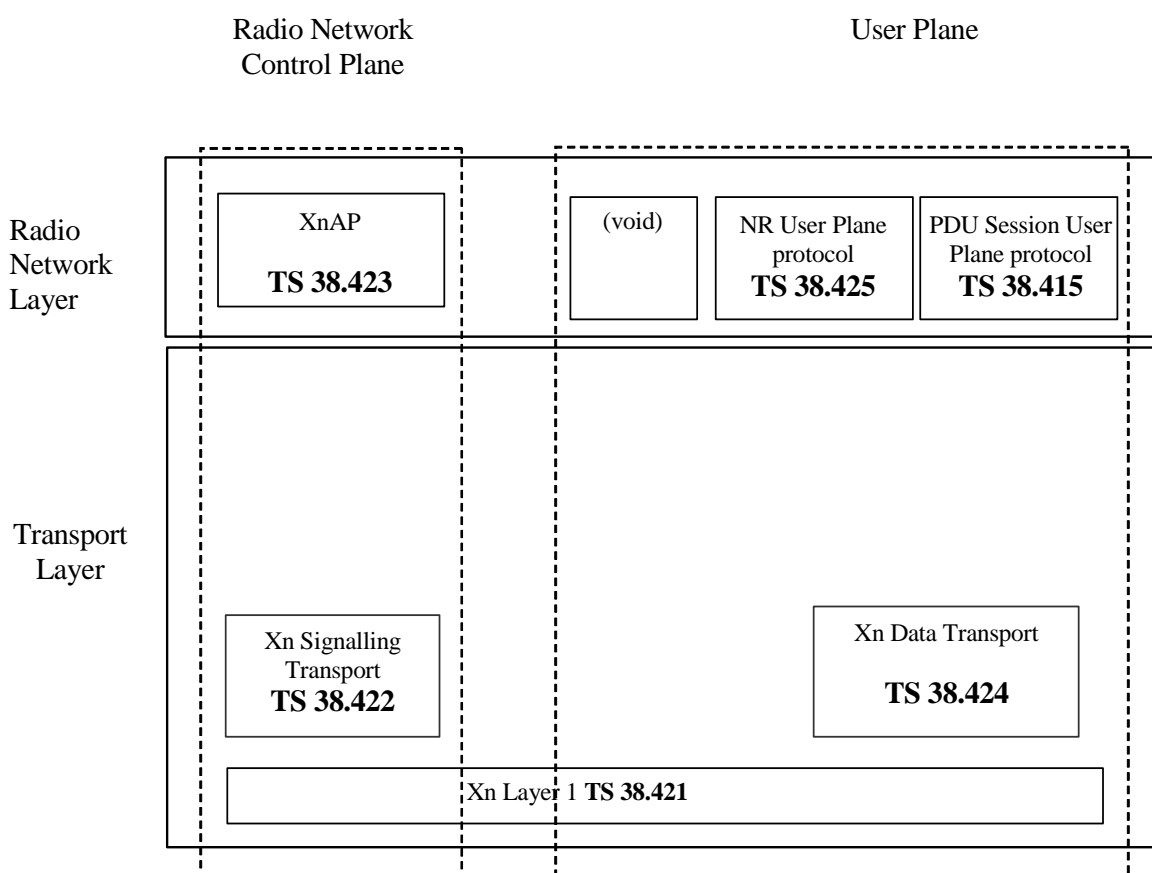 Radio Network
Control Plane
User Plane
Radio
Network
Layer
XnAP
TS 38.423
(void)
NR User Plane
protocol
TS 38.425
PDU Session User
Plane protocol
TS 38.415
Transport
Layer
Xn Signalling
Transport
TS 38.422
Xn Data Transport
TS 38.424
Xn Layer 1 TS 38.421